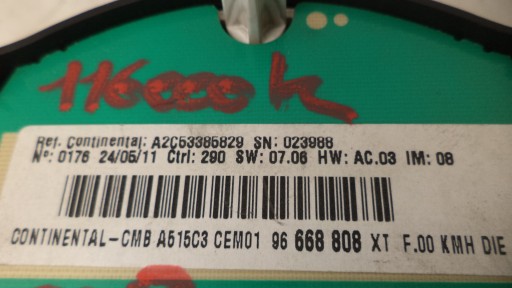 116000 k
Ref. Continental: A2C53385829 SN: 023988
Nº: 0176 24/05/11 Ctrl: 290 SW: 07.06 HW: AC.03 IM: 08
CONTINENTAL-CMB A515C3 CEM01 96 668 808 XT F.00 KMH DIE